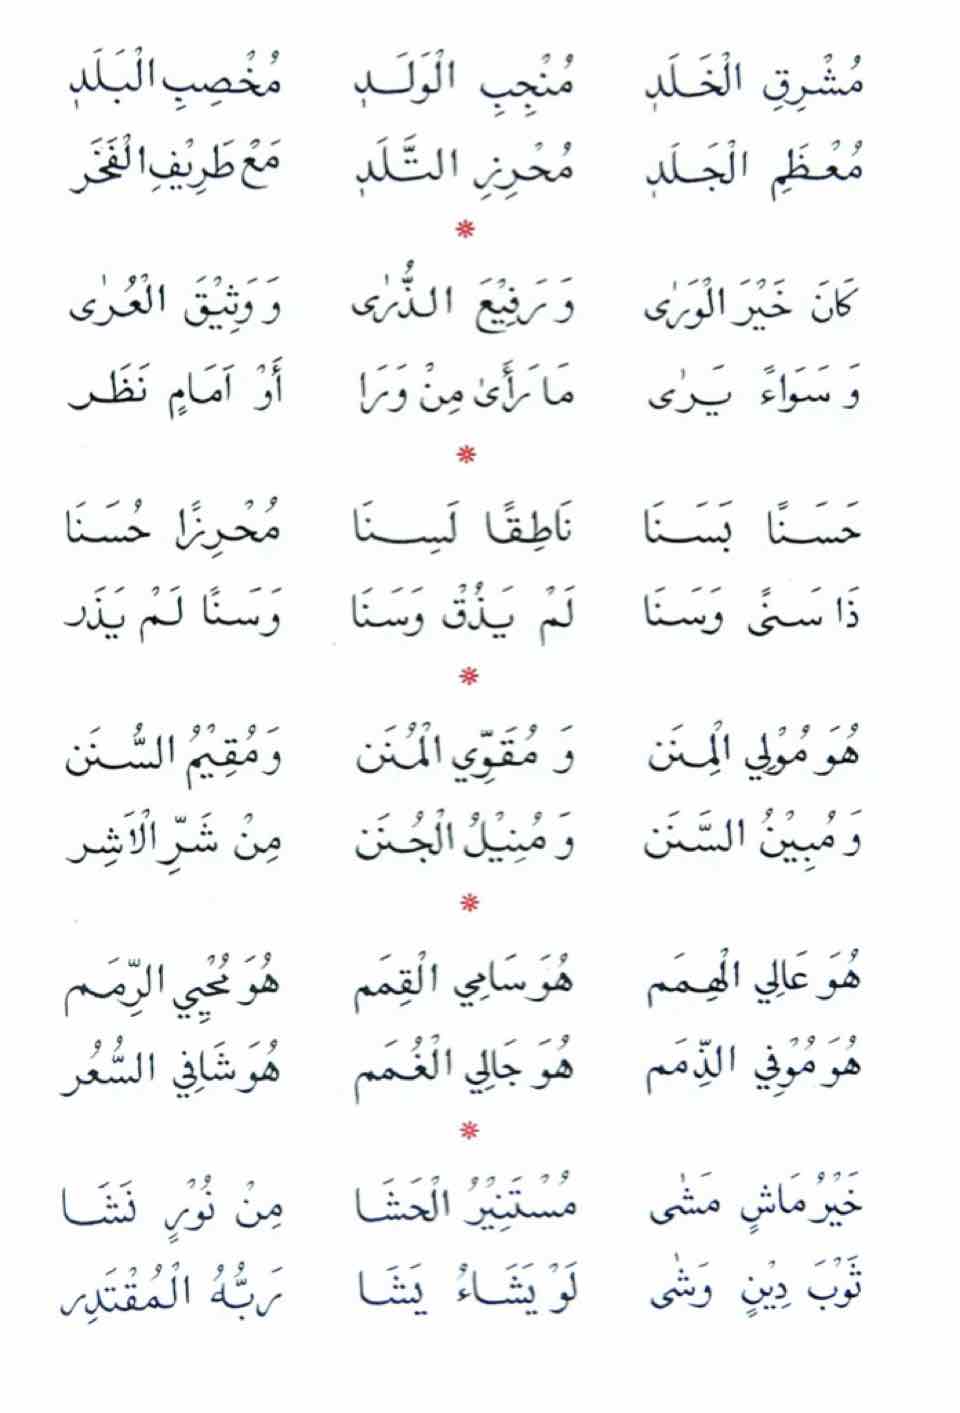 مُشْرِقِ الْخَلَدِ مُنْجِبِ الْوَلَدِ مُخْصِبِ الْبَلَدِ
مُعْظَمِ الْجَلَدِ مُحْرِزِ التَّلَدِ مَعْ طَرِيْفِ الْفَخَر
كَانَ خَيْرَ الْوَرٰى وَ رَفِيْعَ الذُّرٰى وَ وَثِيْقَ الْعُرٰى
وَ سَوَاءً يَرٰى مَا رَأَىٰ مِنْ وَرَا أَوْ اَمَامٍ نَظَر
حَسَنًا بَسَنَا نَاطِقًا لَسِنَا مُحْرِزًا حُسَنَا
ذَا سَنًى وَسَنَا لَمْ يَذُقْ وَسَنَا وَسَنًا لَمْ يَذَر
هُوَ مُوْلِي الْمِنَن وَ مُقَوِّي الْمُنَن وَمُقِيْمُ السُّنَن
وَ مُبِيْنُ السَّنَن وَ مُنِيْلُ الْجُنَن مِنْ شَرِّ الْاَشِر
هُوَ عَالِي الْهِمَم هُوَ سَامِي الْقِمَم هُوَ مُحْيِي الرِّمَم
هُوَ مُوْفِي الذِّمَم هُوَ جَالِي الْغُمَم هُوَ شَافِي السُّعُر
خَيْرُ مَاشٍ مَشٰى مُسْتَنِيْرُ الْحَشَا مِنْ نُوْرٍ نَشَا
ثَوْبَ دِيْنٍ وَشٰى لَوْ يَشَاءُ يَشَا رَبُّهُ الْمُقْتَدِر